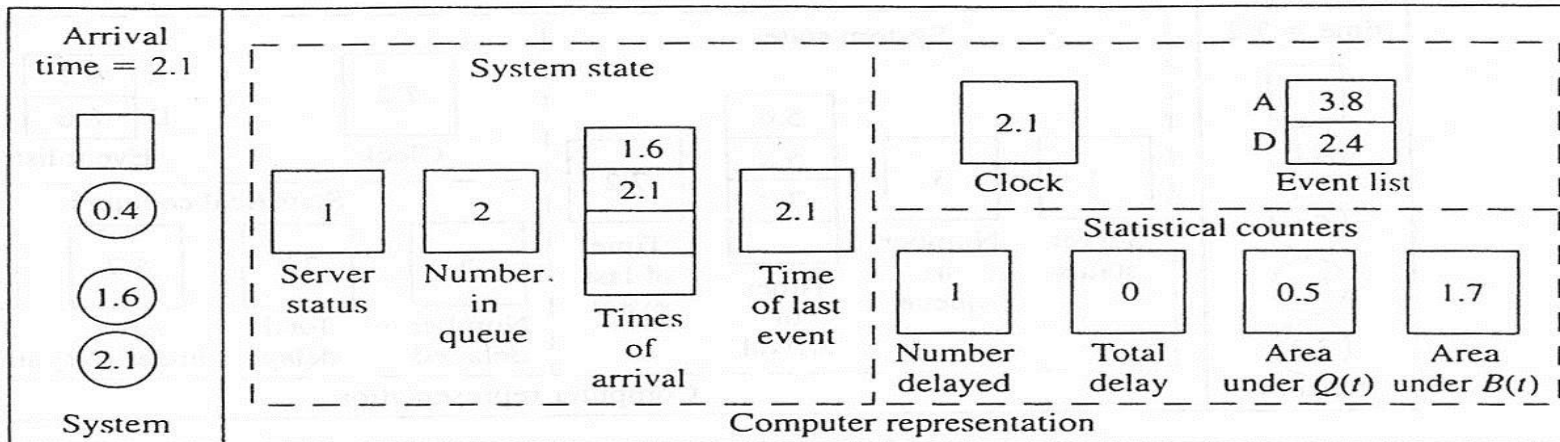 Arrival
time = 2.1
0.4
1.6
2.1
System
System state
1
Server
status
2
Number.
in
queue
1.6
2.1
Times
of
arrival
2.1
Time
of last
event
2.1
Clock
A 3.8
D 2.4
Event list
Statistical counters
1
Number
delayed
0
Total
delay
0.5
Area
under Q(t)
1.7
Area
under B(t)
Computer representation